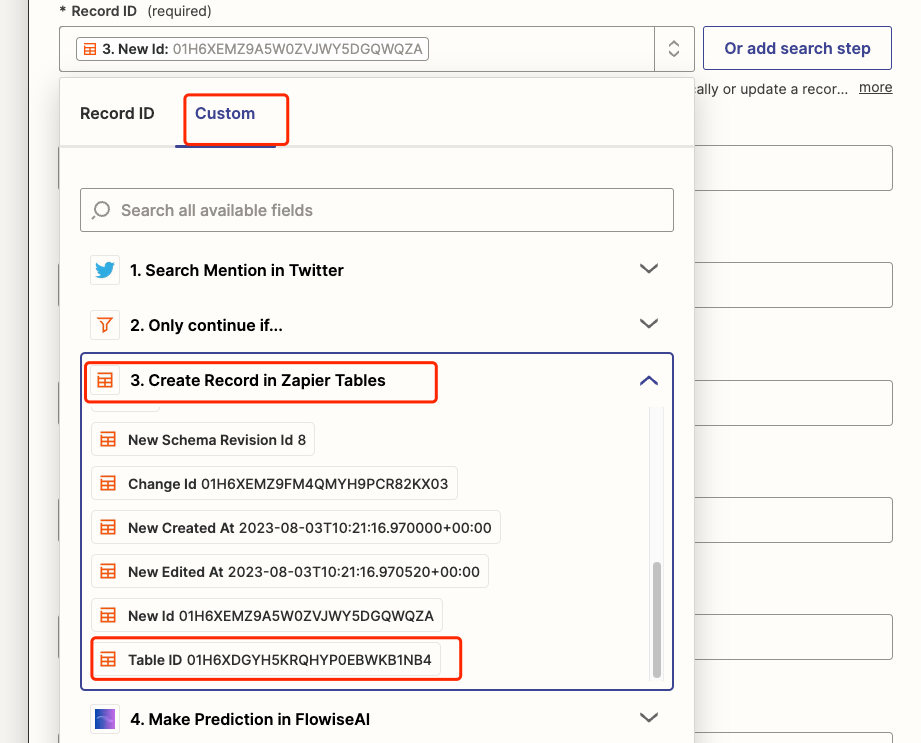 * Record ID (required)
3. New Id: 01H6XEMZ9A5W0ZVJWY5DGQWQZA
Or add search step
ally or update a recor... more
Record ID
Custom
Search all available fields
1. Search Mention in Twitter
2. Only continue if...
3. Create Record in Zapier Tables
New Schema Revision Id 8
Change Id 01H6XEMZ9FM4QMYH9PCR82KX03
New Created At 2023-08-03T10:21:16.970000+00:00
New Edited At 2023-08-03T10:21:16.970520+00:00
New Id 01H6XEMZ9A5W0ZVJWY5DGQWQZA
Table ID 01H6XDGYH5KRQHYP0EBWKB1NB4
4. Make Prediction in FlowiseAI